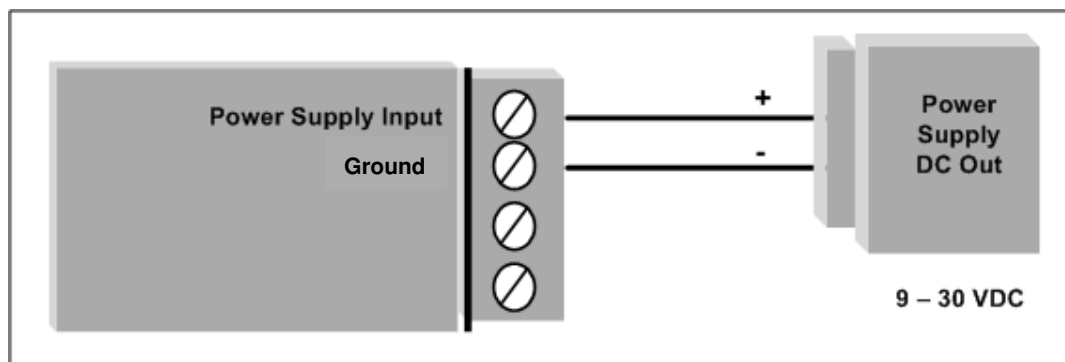 Power Supply Input
Ground
+
-
Power
Supply
DC Out
9 – 30 VDC